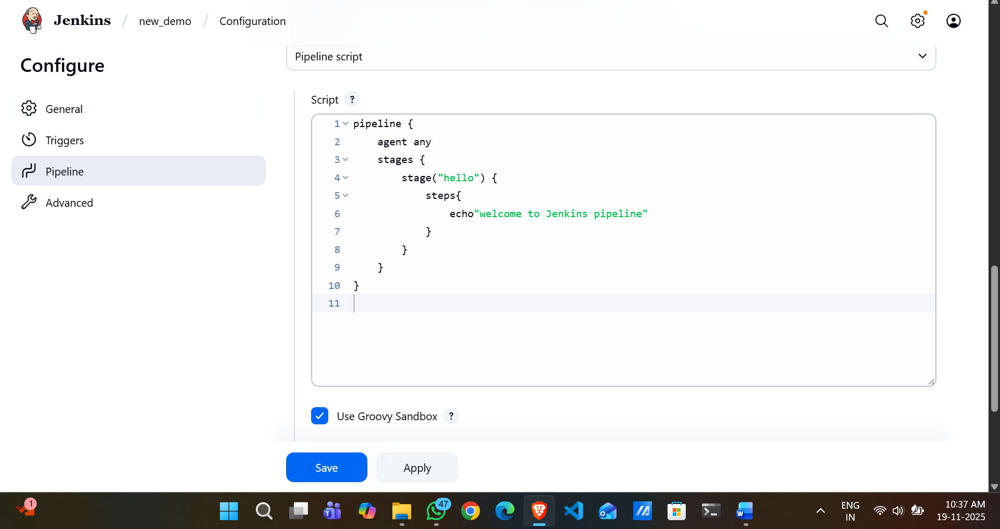 Jenkins / new_demo / Configuration
Configure
General
Triggers
Pipeline
Advanced
Pipeline script
Script ?
1 pipeline {
2     agent any
3     stages {
4         stage("hello") {
5             steps{
6                 echo"welcome to Jenkins pipeline"
7             }
8         }
9     }
10 }
11
Use Groovy Sandbox ?
Save Apply
1
47
ENG
IN
10:37 AM
19-11-2025